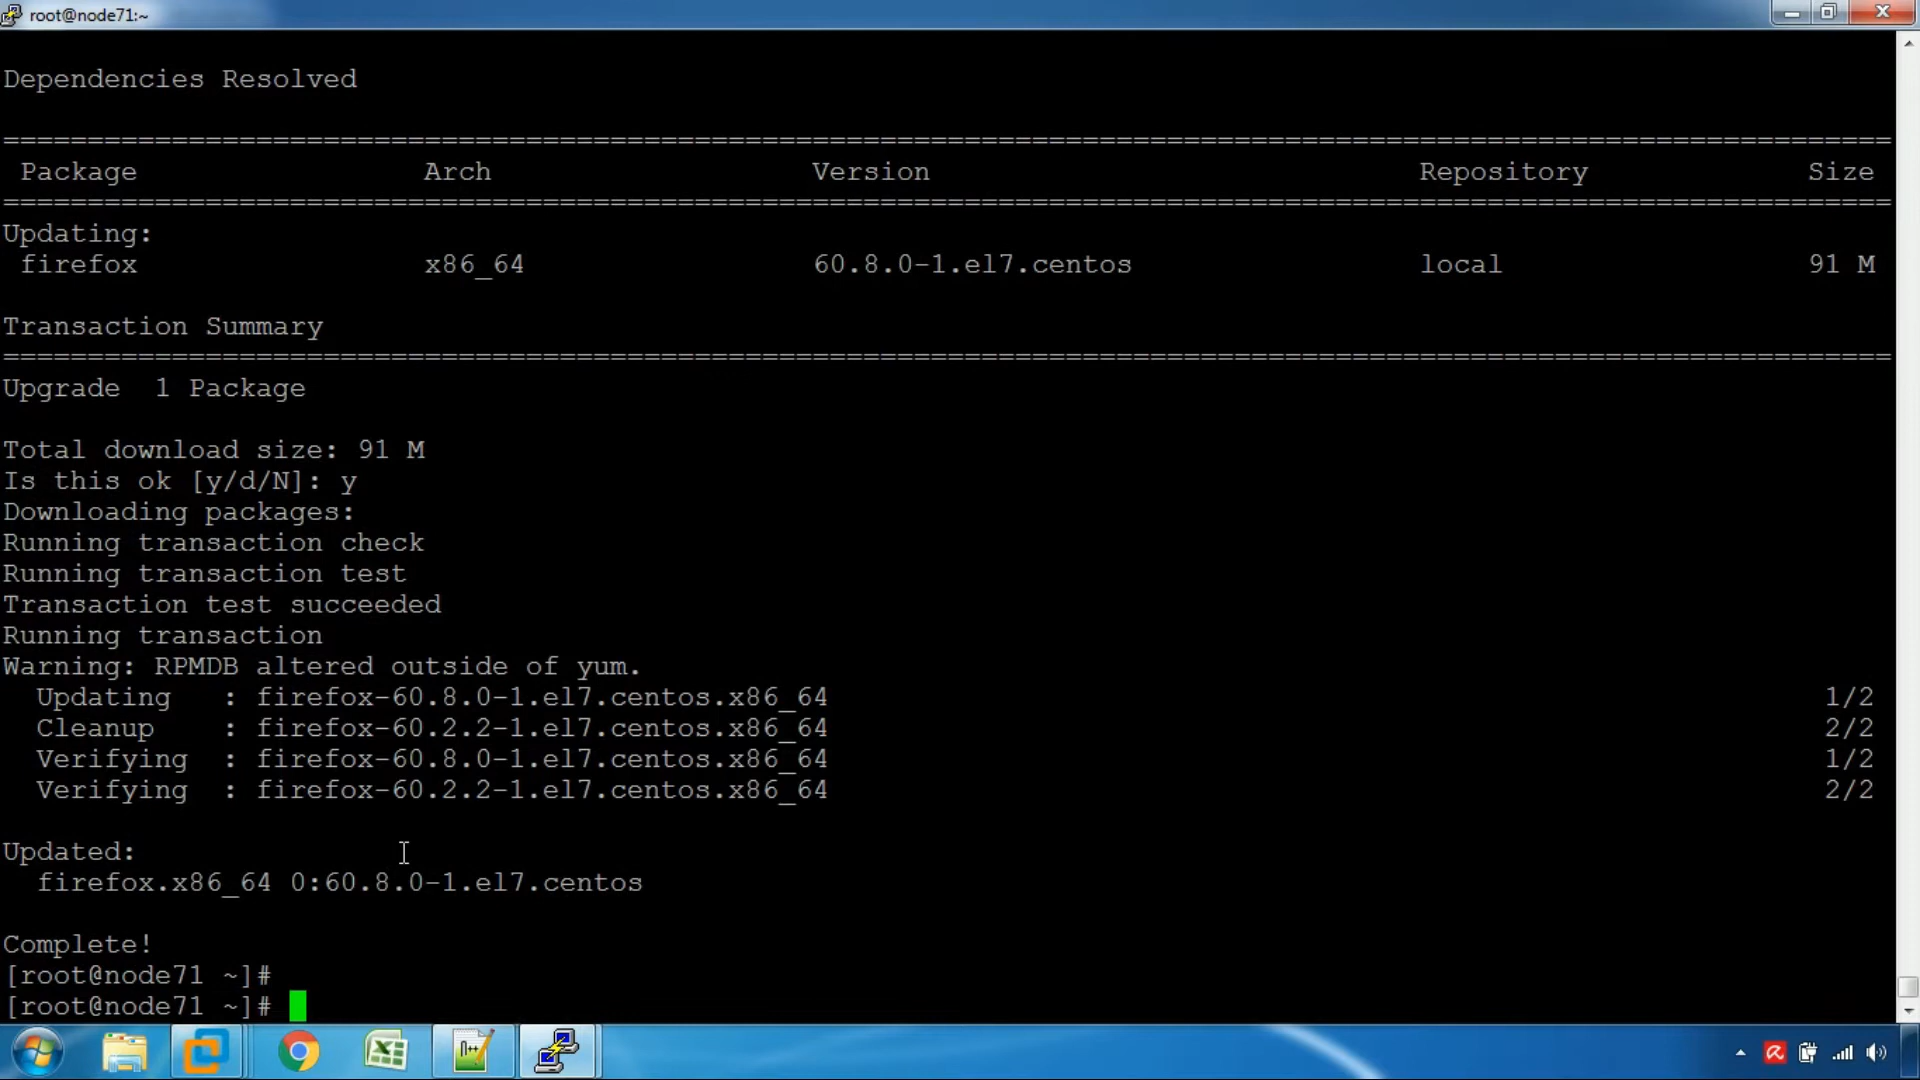 root@node71:~
Dependencies Resolved
================================================================================================================
Package Arch Version Repository Size
================================================================================================================
Updating:
firefox x86_64 60.8.0-1.el7.centos local 91 M
Transaction Summary
================================================================================================================
Upgrade 1 Package
Total download size: 91 M
Is this ok [y/d/N]: y
Downloading packages:
Running transaction check
Running transaction test
Transaction test succeeded
Running transaction
Warning: RPMDB altered outside of yum.
Updating : firefox-60.8.0-1.el7.centos.x86_64 1/2
Cleanup : firefox-60.2.2-1.el7.centos.x86_64 2/2
Verifying : firefox-60.8.0-1.el7.centos.x86_64 1/2
Verifying : firefox-60.2.2-1.el7.centos.x86_64 2/2
Updated:
firefox.x86_64 0:60.8.0-1.el7.centos
Complete!
[root@node71 ~]#
[root@node71 ~]#